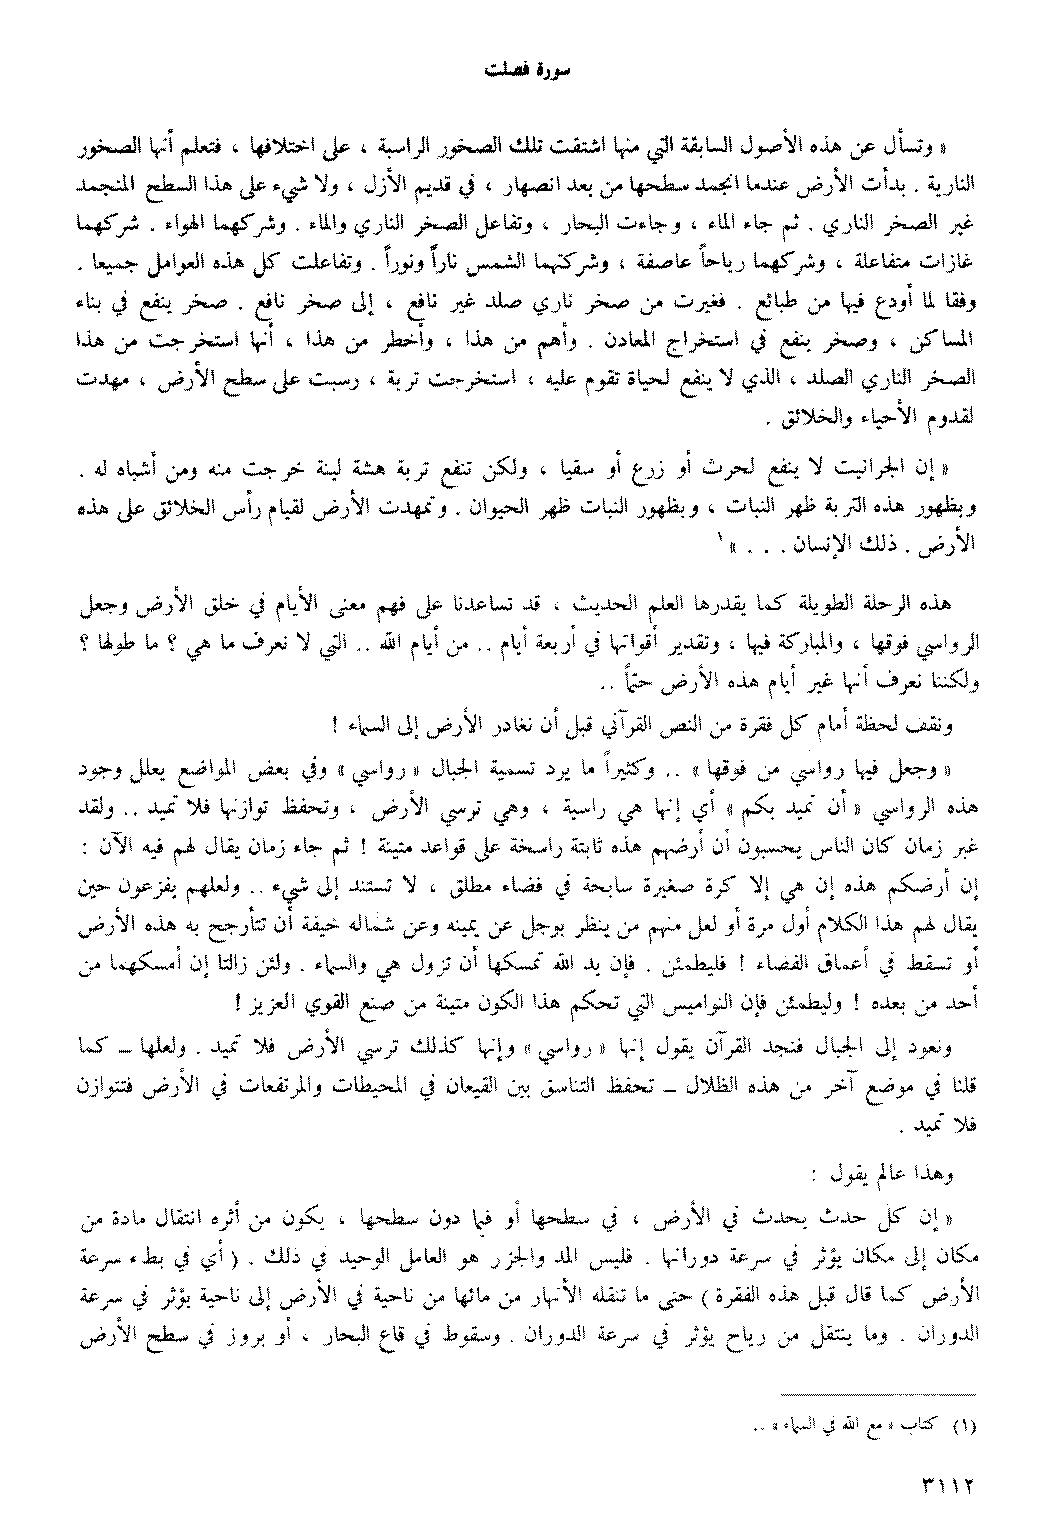 سورة فصلت
« وتسأل عن هذه الأصول السابقة التي منها اشتقت تلك الصخور الراسبة ، على اختلافها ، فتعلم أنها الصخور
النارية . بدأت الأرض عندما انجمد سطحها من بعد انصهار ، في قديم الأزل ، ولا شيء على هذا السطح المنجمد
غير الصخر الناري . ثم جاء الماء ، وجاءت البحار ، وتفاعل الصخر الناري والماء . وشركهما الهواء . شركهما
غازات متفاعلة ، وشركهما رياحاً عاصفة ، وشركتهما الشمس ناراً ونوراً . وتفاعلت كل هذه العوامل جميعا .
وفقا لما أودع فيها من طبائع . فغيرت من صخر ناري صلد غير نافع ، إلى صخر نافع . صخر ينفع في بناء
المساكن ، وصخر ينفع في استخراج المعادن . وأهم من هذا ، وأخطر من هذا ، أنها استخرجت من هذا
الصخر الناري الصلد ، الذي لا ينفع لحياة تقوم عليه ، استخرجت تربة ، رسبت على سطح الأرض ، مهدت
لقدوم الأحياء والخلائق .
« إن الجرانيت لا ينفع لحرث أو زرع أو سقيا ، ولكن تنفع تربة هشة لينة خرجت منه ومن أشباه له .
وبظهور هذه التربة ظهر النبات ، وبظهور النبات ظهر الحيوان . وتمهدت الأرض لقيام رأس الخلائق على هذه
الأرض . ذلك الإنسان . . . »١
هذه الرحلة الطويلة كما يقدرها العلم الحديث ، قد تساعدنا على فهم معنى الأيام في خلق الأرض وجعل
الرواسي فوقها ، والمباركة فيها ، وتقدير أقواتها في أربعة أيام .. من أيام الله .. التي لا نعرف ما هي ؟ ما طولها ؟
ولكننا نعرف أنها غير أيام هذه الأرض حتماً ..
ونقف لحظة أمام كل فقرة من النص القرآني قبل أن نغادر الأرض إلى السماء !
« وجعل فيها رواسي من فوقها » .. وكثيراً ما يرد تسمية الجبال « رواسي » وفي بعض المواضع يعلل وجود
هذه الرواسي « أن تميد بكم » أي إنها هي راسية ، وهي ترسي الأرض ، وتحفظ توازنها فلا تميد .. ولقد
غبر زمان كان الناس يحسبون أن أرضهم هذه ثابتة راسخة على قواعد متينة ! ثم جاء زمان يقال لهم فيه الآن :
إن أرضكم هذه إن هي إلا كرة صغيرة سابحة في فضاء مطلق ، لا تستند إلى شيء .. ولعلهم يفزعون حين
يقال لهم هذا الكلام أول مرة أو لعل منهم من ينظر بوجل عن يمينه وعن شماله خيفة أن تتأرجح به هذه الأرض
أو تسقط في أعماق الفضاء ! فليطمئن . فإن يد الله تمسكها أن تزول هي والسماء . ولئن زالتا إن أمسكهما من
أحد من بعده ! وليطمئن فإن النواميس التي تحكم هذا الكون متينة من صنع القوي العزيز !
ونعود إلى الجبال فنجد القرآن يقول إنها « رواسي » وإنها كذلك ترسي الأرض فلا تميد . ولعلها – كما
قلنا في موضع آخر من هذه الظلال – تحفظ التناسق بين القيعان في المحيطات والمرتفعات في الأرض فتتوازن
فلا تميد .
وهذا عالم يقول :
« إن كل حدث يحدث في الأرض ، في سطحها أو فيما دون سطحها ، يكون من أثره انتقال مادة من
مكان إلى مكان يؤثر في سرعة دورانها . فليس المد والجزر هو العامل الوحيد في ذلك . ( أي في بطء سرعة
الأرض كما قال قبل هذه الفقرة ) حتى ما تنقله الأنهار من مائها من ناحية في الأرض إلى ناحية يؤثر في سرعة
الدوران . وما ينتقل من رياح يؤثر في سرعة الدوران . وسقوط في قاع البحار ، أو بروز في سطح الأرض
(١) كتاب « مع الله في السماء » ..
٣١١٢